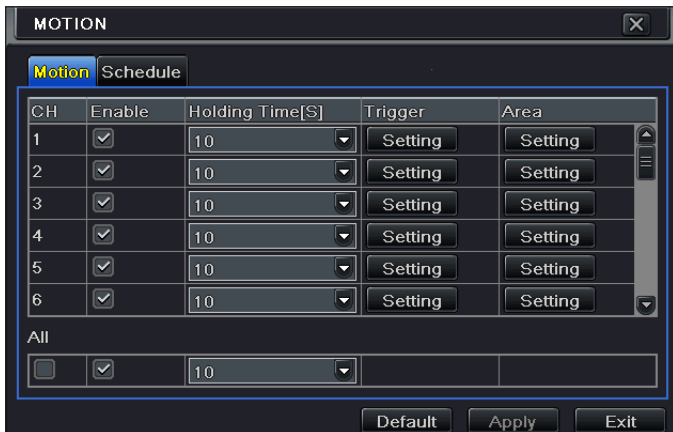 MOTION
Motion Schedule
CH Enable Holding Time[S] Trigger Area
1 10 Setting Setting
2 10 Setting Setting
3 10 Setting Setting
4 10 Setting Setting
5 10 Setting Setting
6 10 Setting Setting
All
10
Default Apply Exit